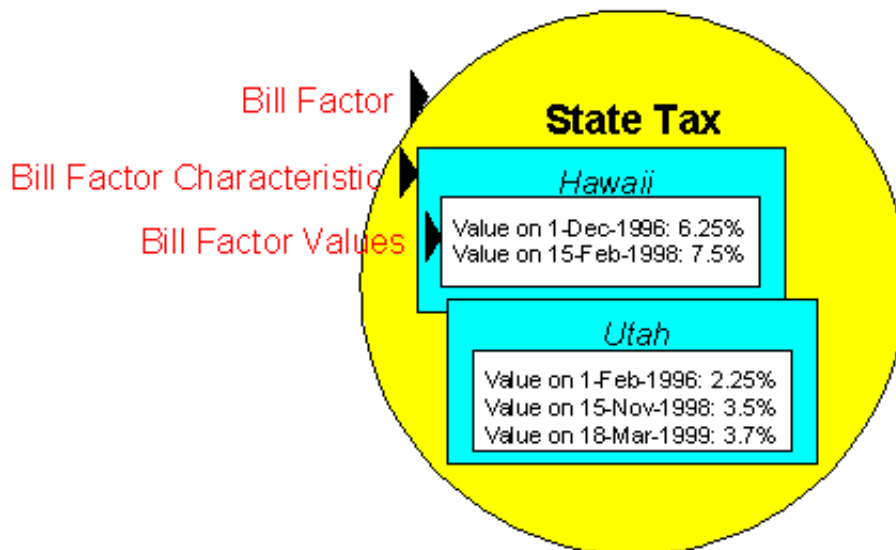 Bill Factor
State Tax
Bill Factor Characteristic
Hawaii
Bill Factor Values
Value on 1-Dec-1996: 6.25%
Value on 15-Feb-1998: 7.5%
Utah
Value on 1-Feb-1996: 2.25%
Value on 15-Nov-1998: 3.5%
Value on 18-Mar-1999: 3.7%